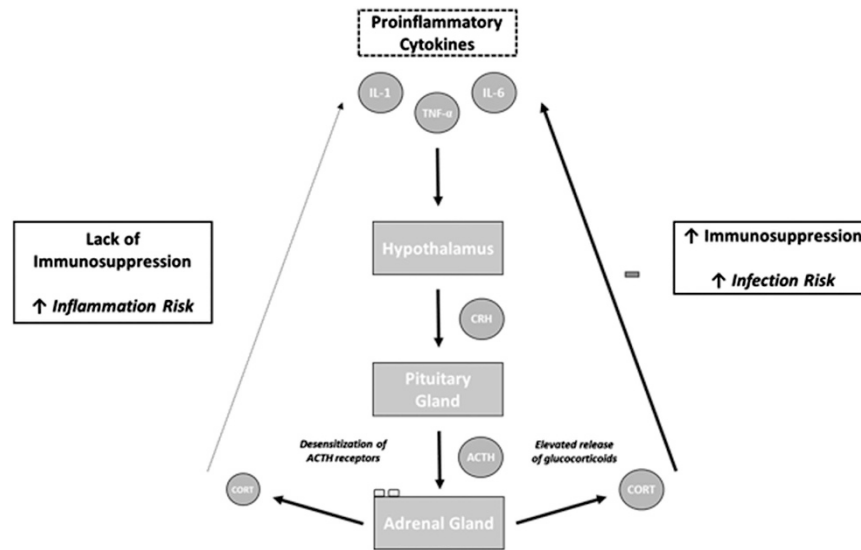 Proinflammatory
Cytokines
IL-1
TNF-α
IL-6
Lack of
Immunosuppression
↑ Inflammation Risk
Hypothalamus
↑ Immunosuppression
↑ Infection Risk
CRH
Pituitary
Gland
Desensitization of
ACTH receptors
ACTH
Elevated release
of glucocorticoids
CORT
CORT
Adrenal Gland